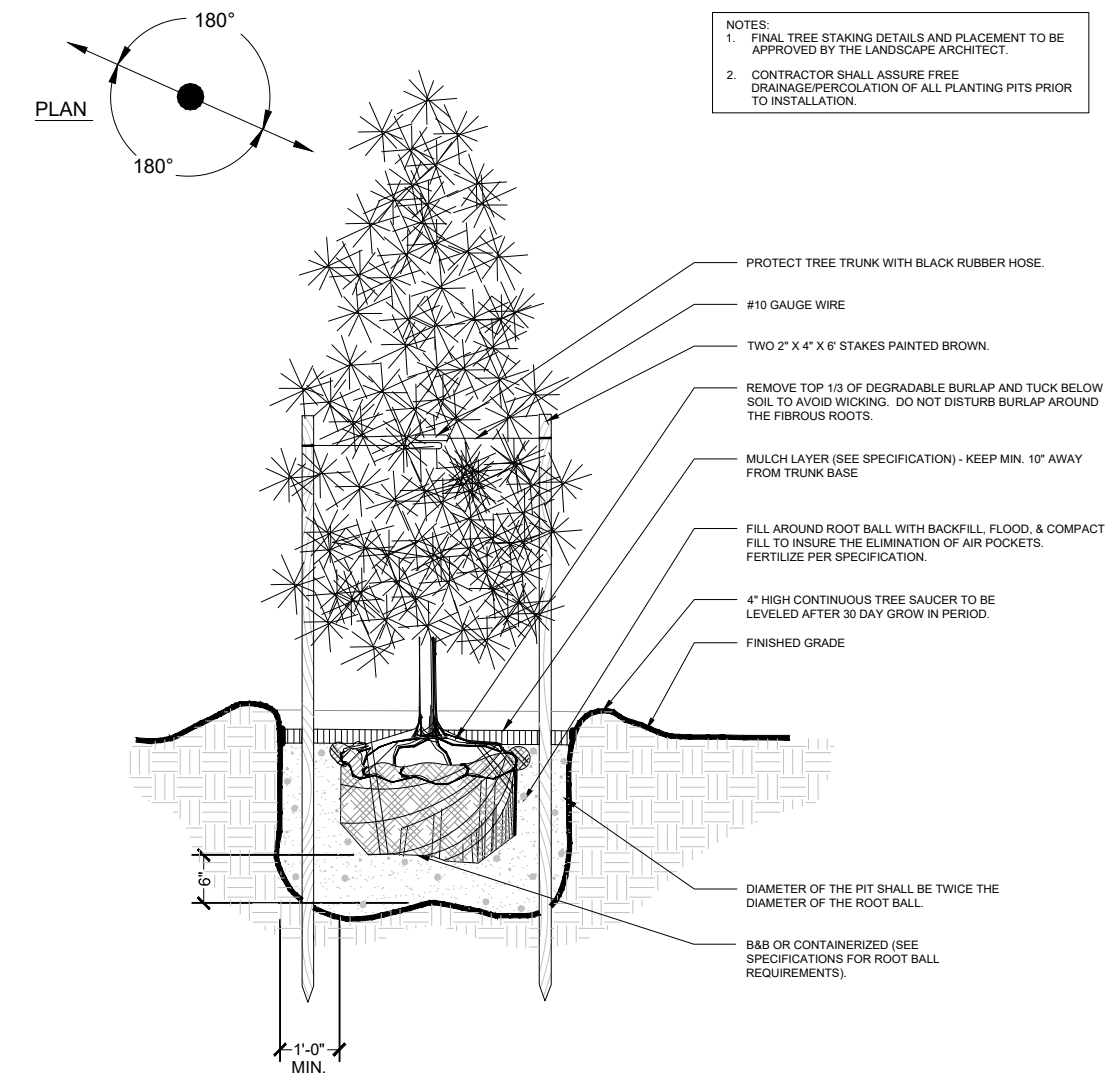 180°
PLAN
180°
NOTES:
1. FINAL TREE STAKING DETAILS AND PLACEMENT TO BE
APPROVED BY THE LANDSCAPE ARCHITECT.
2. CONTRACTOR SHALL ASSURE FREE
DRAINAGE/PERCOLATION OF ALL PLANTING PITS PRIOR
TO INSTALLATION.
PROTECT TREE TRUNK WITH BLACK RUBBER HOSE.
#10 GAUGE WIRE
TWO 2" X 4" X 6' STAKES PAINTED BROWN.
REMOVE TOP 1/3 OF DEGRADABLE BURLAP AND TUCK BELOW
SOIL TO AVOID WICKING. DO NOT DISTURB BURLAP AROUND
THE FIBROUS ROOTS.
MULCH LAYER (SEE SPECIFICATION) - KEEP MIN. 10" AWAY
FROM TRUNK BASE
FILL AROUND ROOT BALL WITH BACKFILL, FLOOD, & COMPACT
FILL TO INSURE THE ELIMINATION OF AIR POCKETS.
FERTILIZE PER SPECIFICATION.
4" HIGH CONTINUOUS TREE SAUCER TO BE
LEVELED AFTER 30 DAY GROW IN PERIOD.
FINISHED GRADE
DIAMETER OF THE PIT SHALL BE TWICE THE
DIAMETER OF THE ROOT BALL.
B&B OR CONTAINERIZED (SEE
SPECIFICATIONS FOR ROOT BALL
REQUIREMENTS).
6"
1'-0"
MIN.